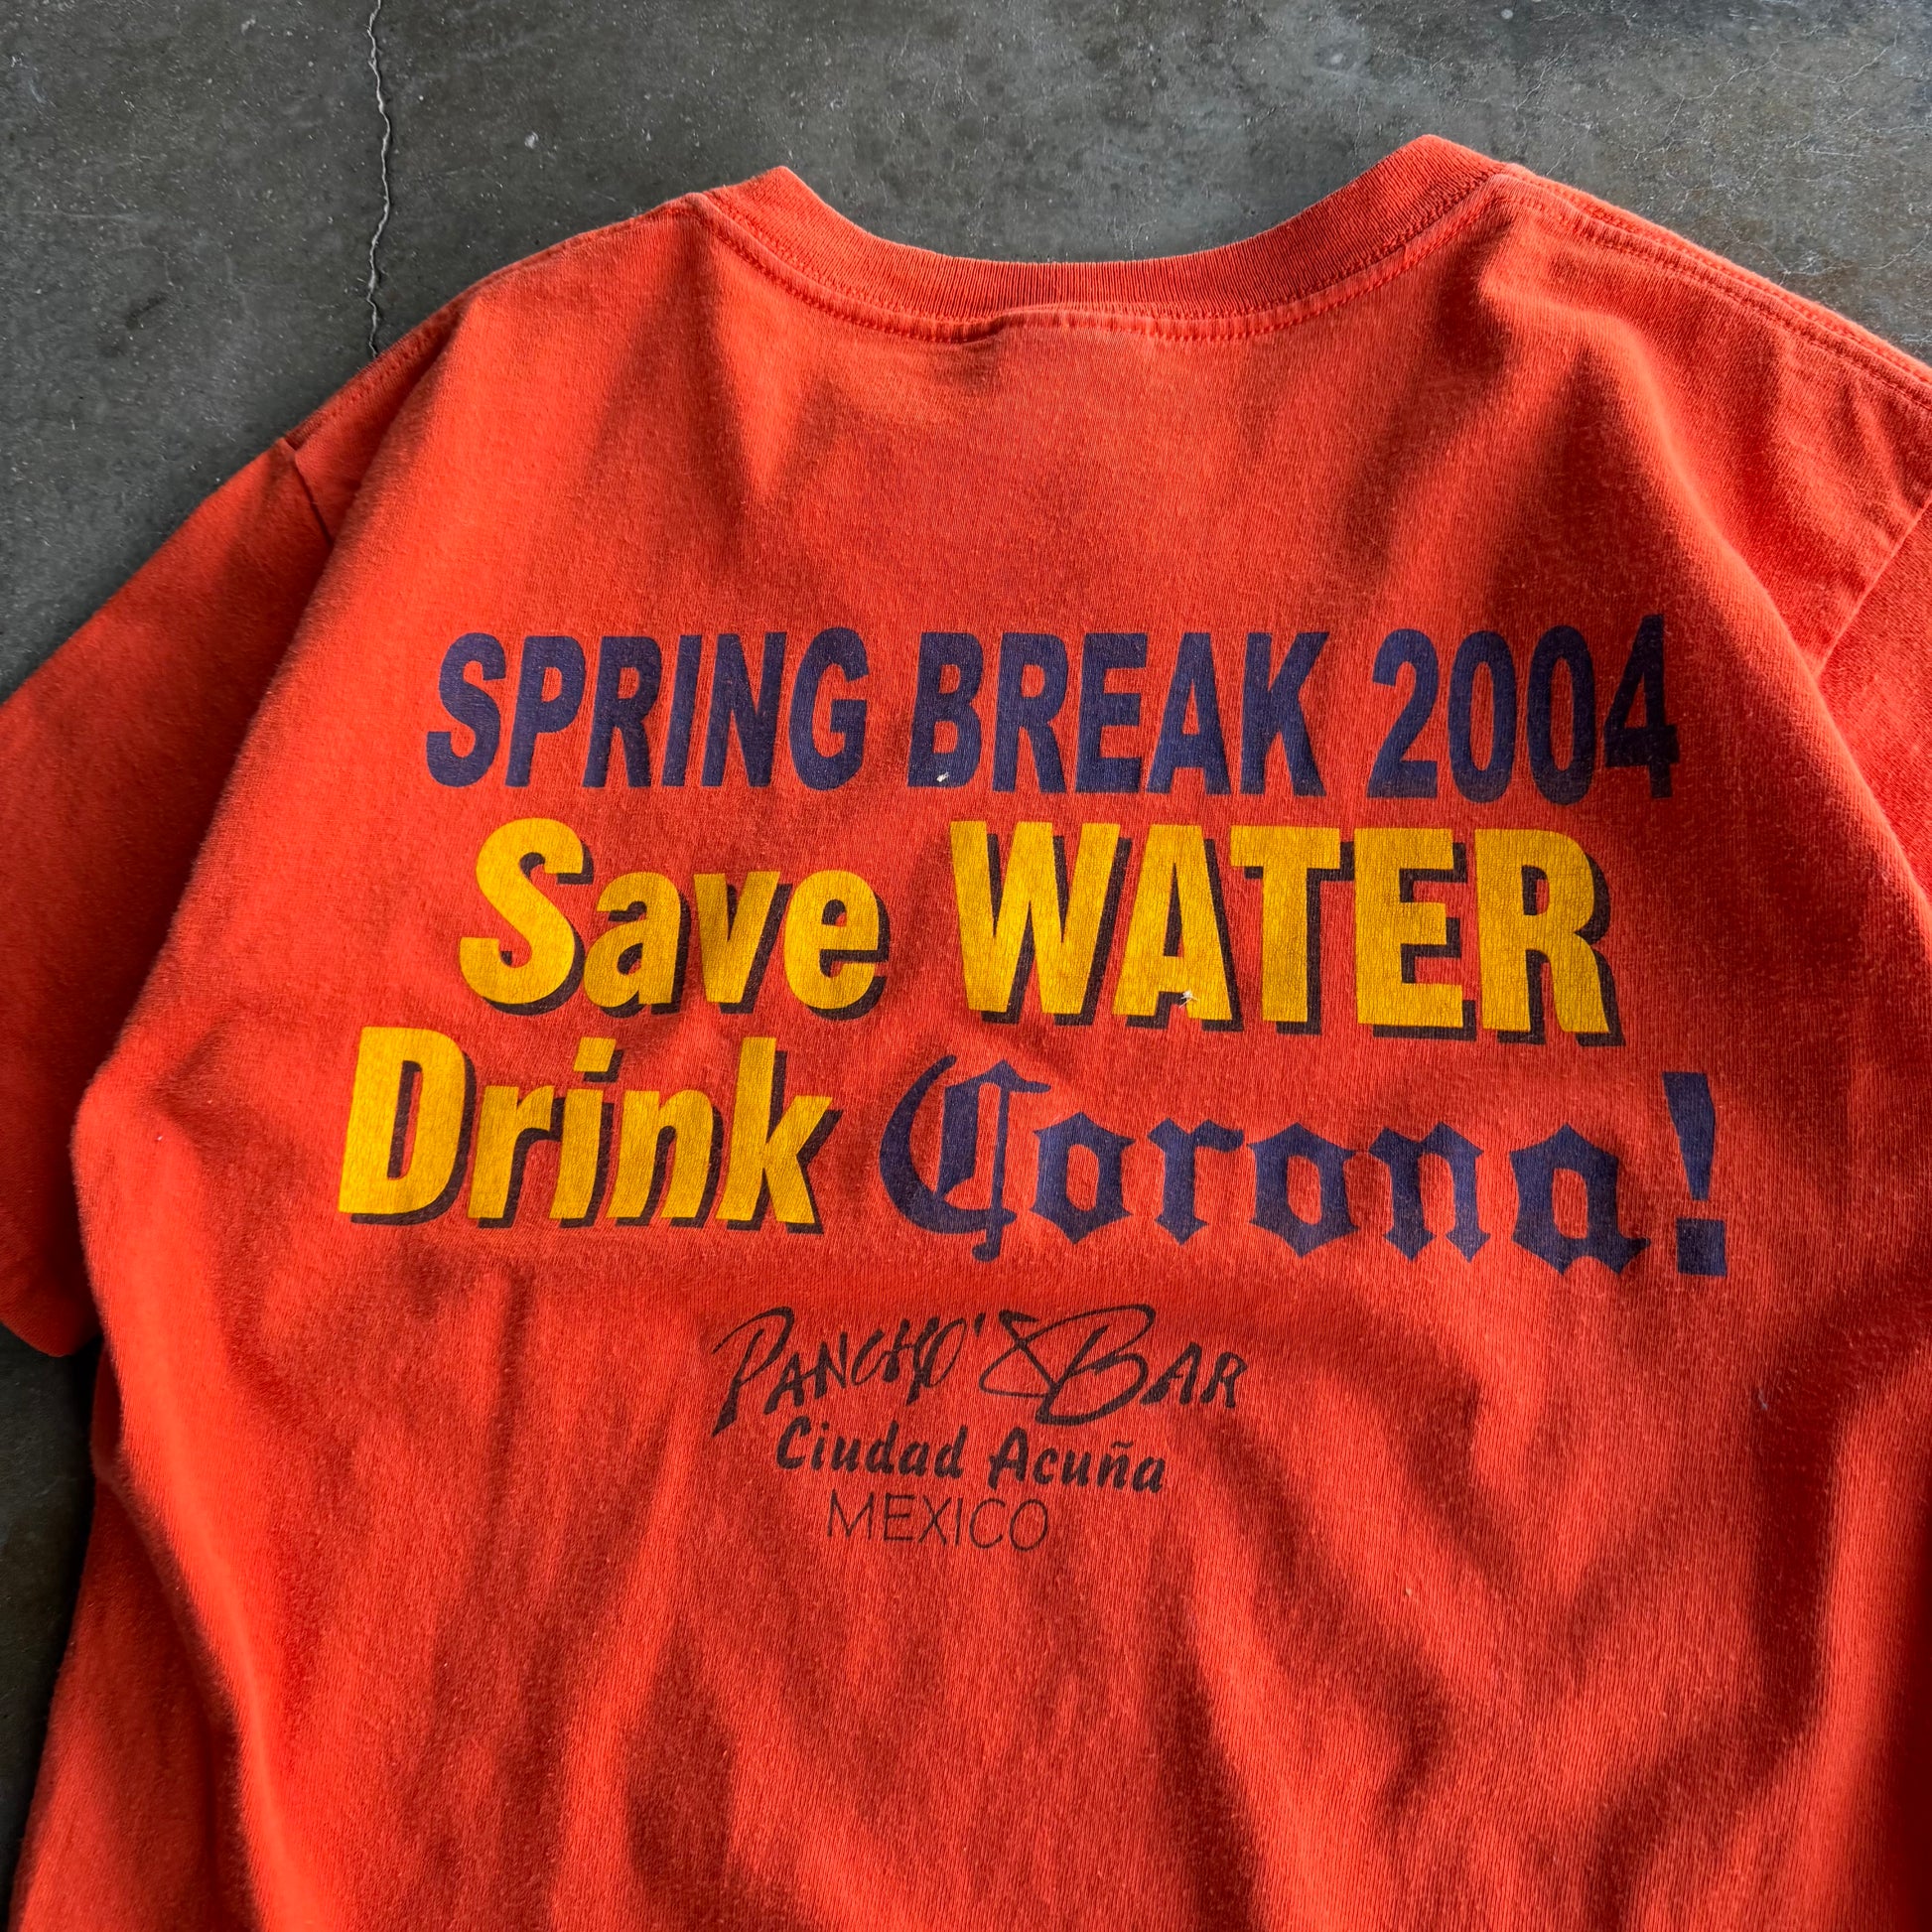 SPRING BREAK 2004
Save WATER
Drink Corona!
PANCHO'S BAR
Ciudad Acuña
MEXICO